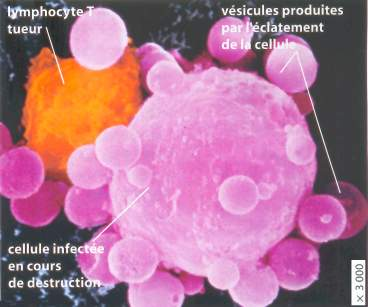 lymphocyte T
tueur
vésicules produites
par l'éclatement
de la cellule
cellule infectée
en cours
de destruction
× 3 000